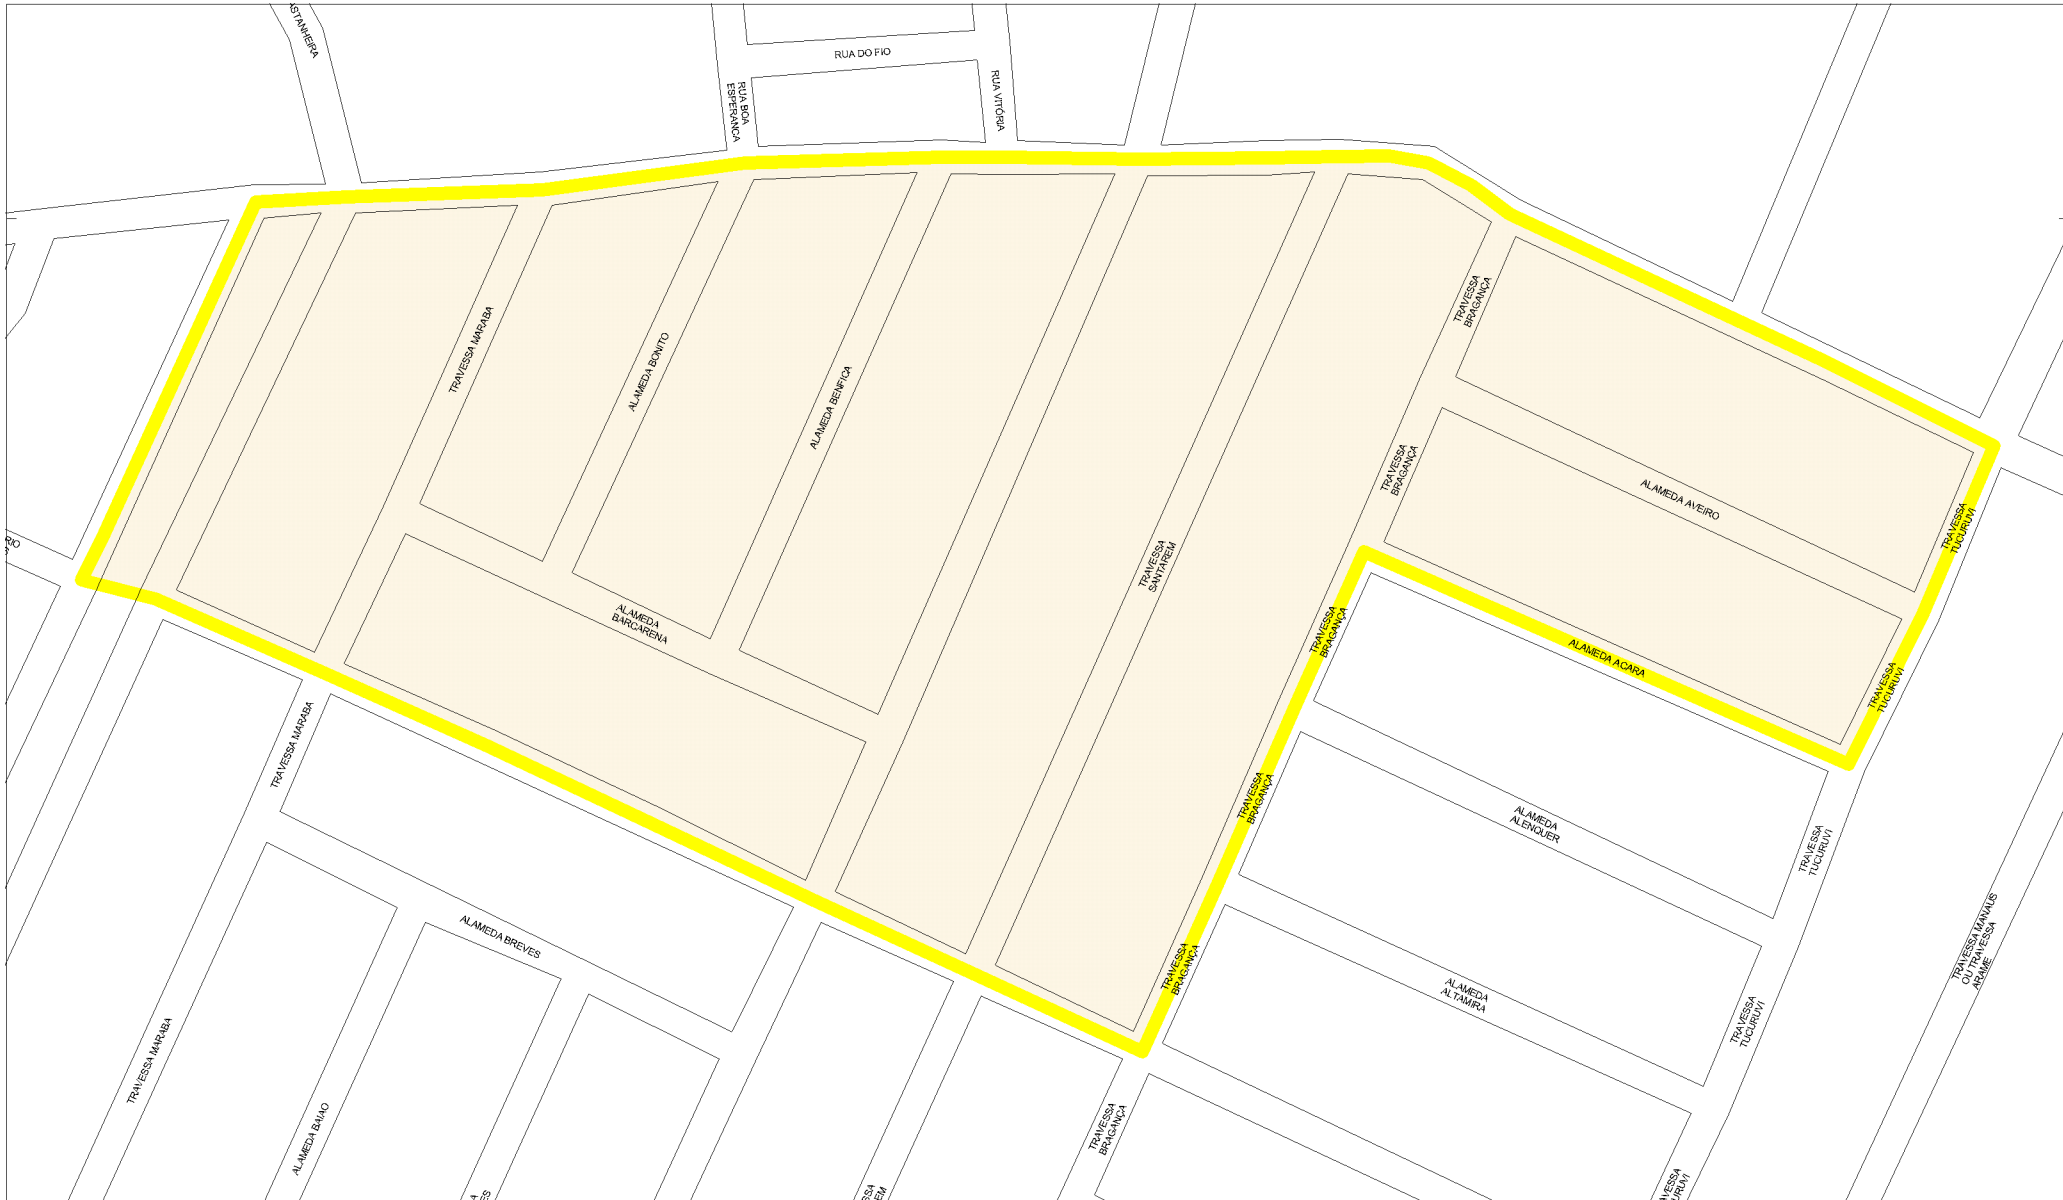 RUA DO FIO
RUA BOA
ESPERANCA
RUA VITÓRIA
TRAVESSA
BRAGANÇA
TRAVESSA MARABA
ALAMEDA BONITO
ALAMEDA BENFICA
TRAVESSA
BRAGANÇA
ALAMEDA AVEIRO
TRAVESSA
TUCURUVI
TRAVESSA
SANTAREM
ALAMEDA
BARCARENA
TRAVESSA
BRAGANÇA
ALAMEDA ACARA
TRAVESSA
TUCURUVI
TRAVESSA MARABA
TRAVESSA
BRAGANÇA
ALAMEDA
ALENQUER
TRAVESSA
TUCURUVI
ALAMEDA BREVES
TRAVESSA
BRAGANÇA
ALAMEDA
ALTAMIRA
TRAVESSA MANAUS
OU TRAVESSA
ARAME
TRAVESSA
TUCURUVI
TRAVESSA MARABA
ALAMEDA BAIAO
TRAVESSA
BRAGANÇA